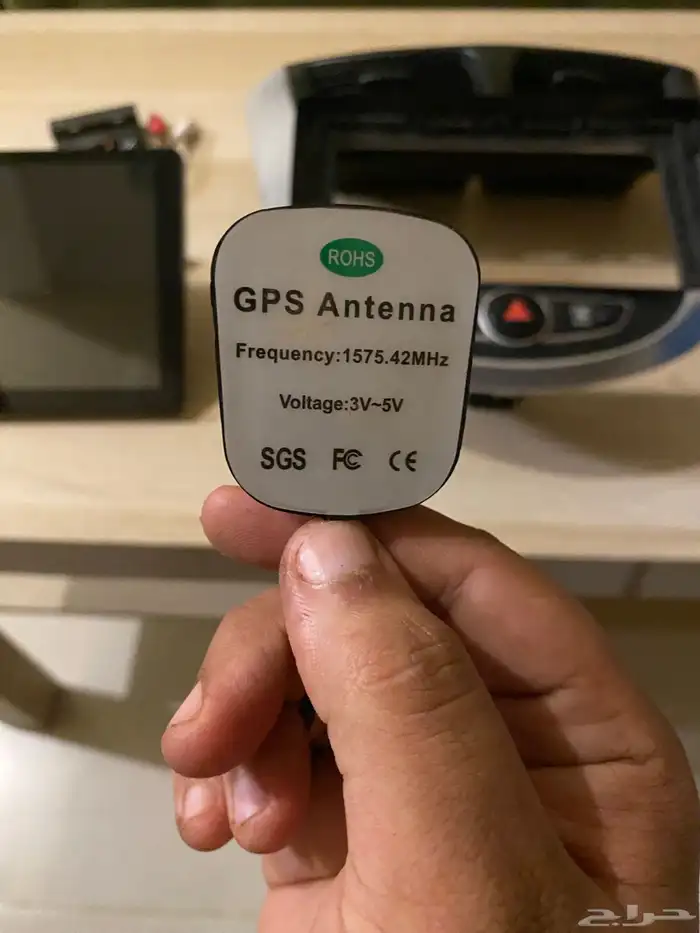 ROHS
GPS Antenna
Frequency:1575.42MHz
Voltage:3V~5V
SGS FC CE
حراج